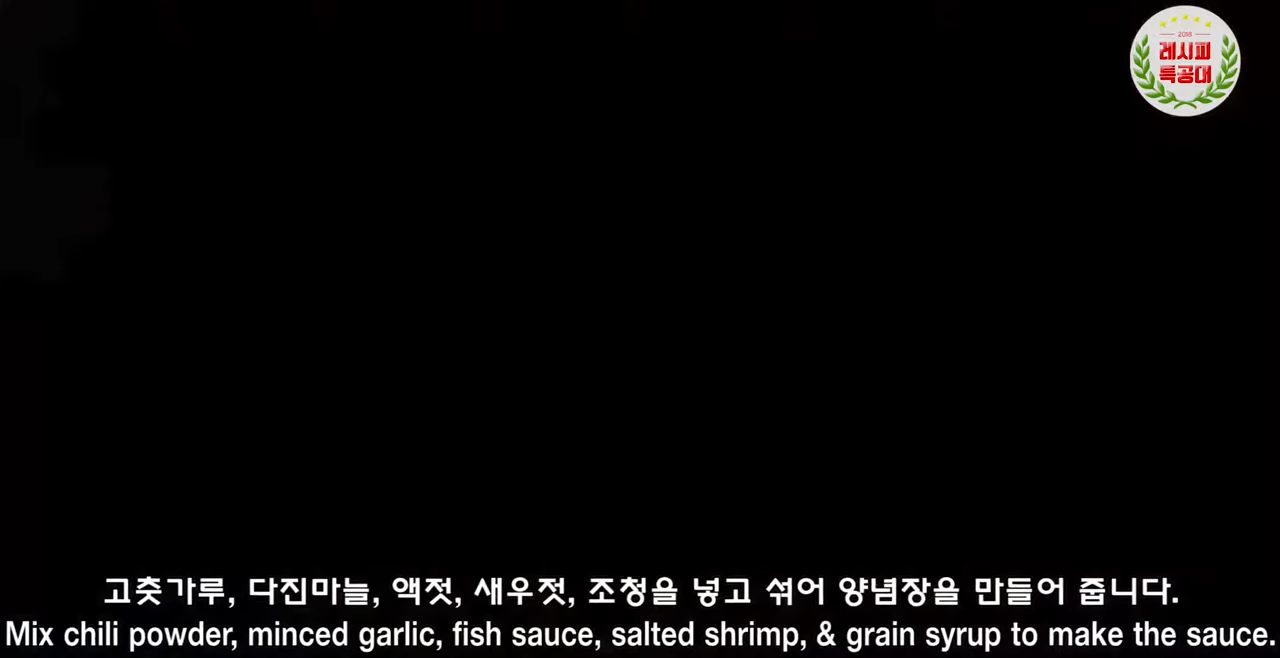 2018
레시피
특공대
고춧가루, 다진마늘, 액젓, 새우젓, 조청을 넣고 섞어 양념장을 만들어 줍니다.
Mix chili powder, minced garlic, fish sauce, salted shrimp, & grain syrup to make the sauce.